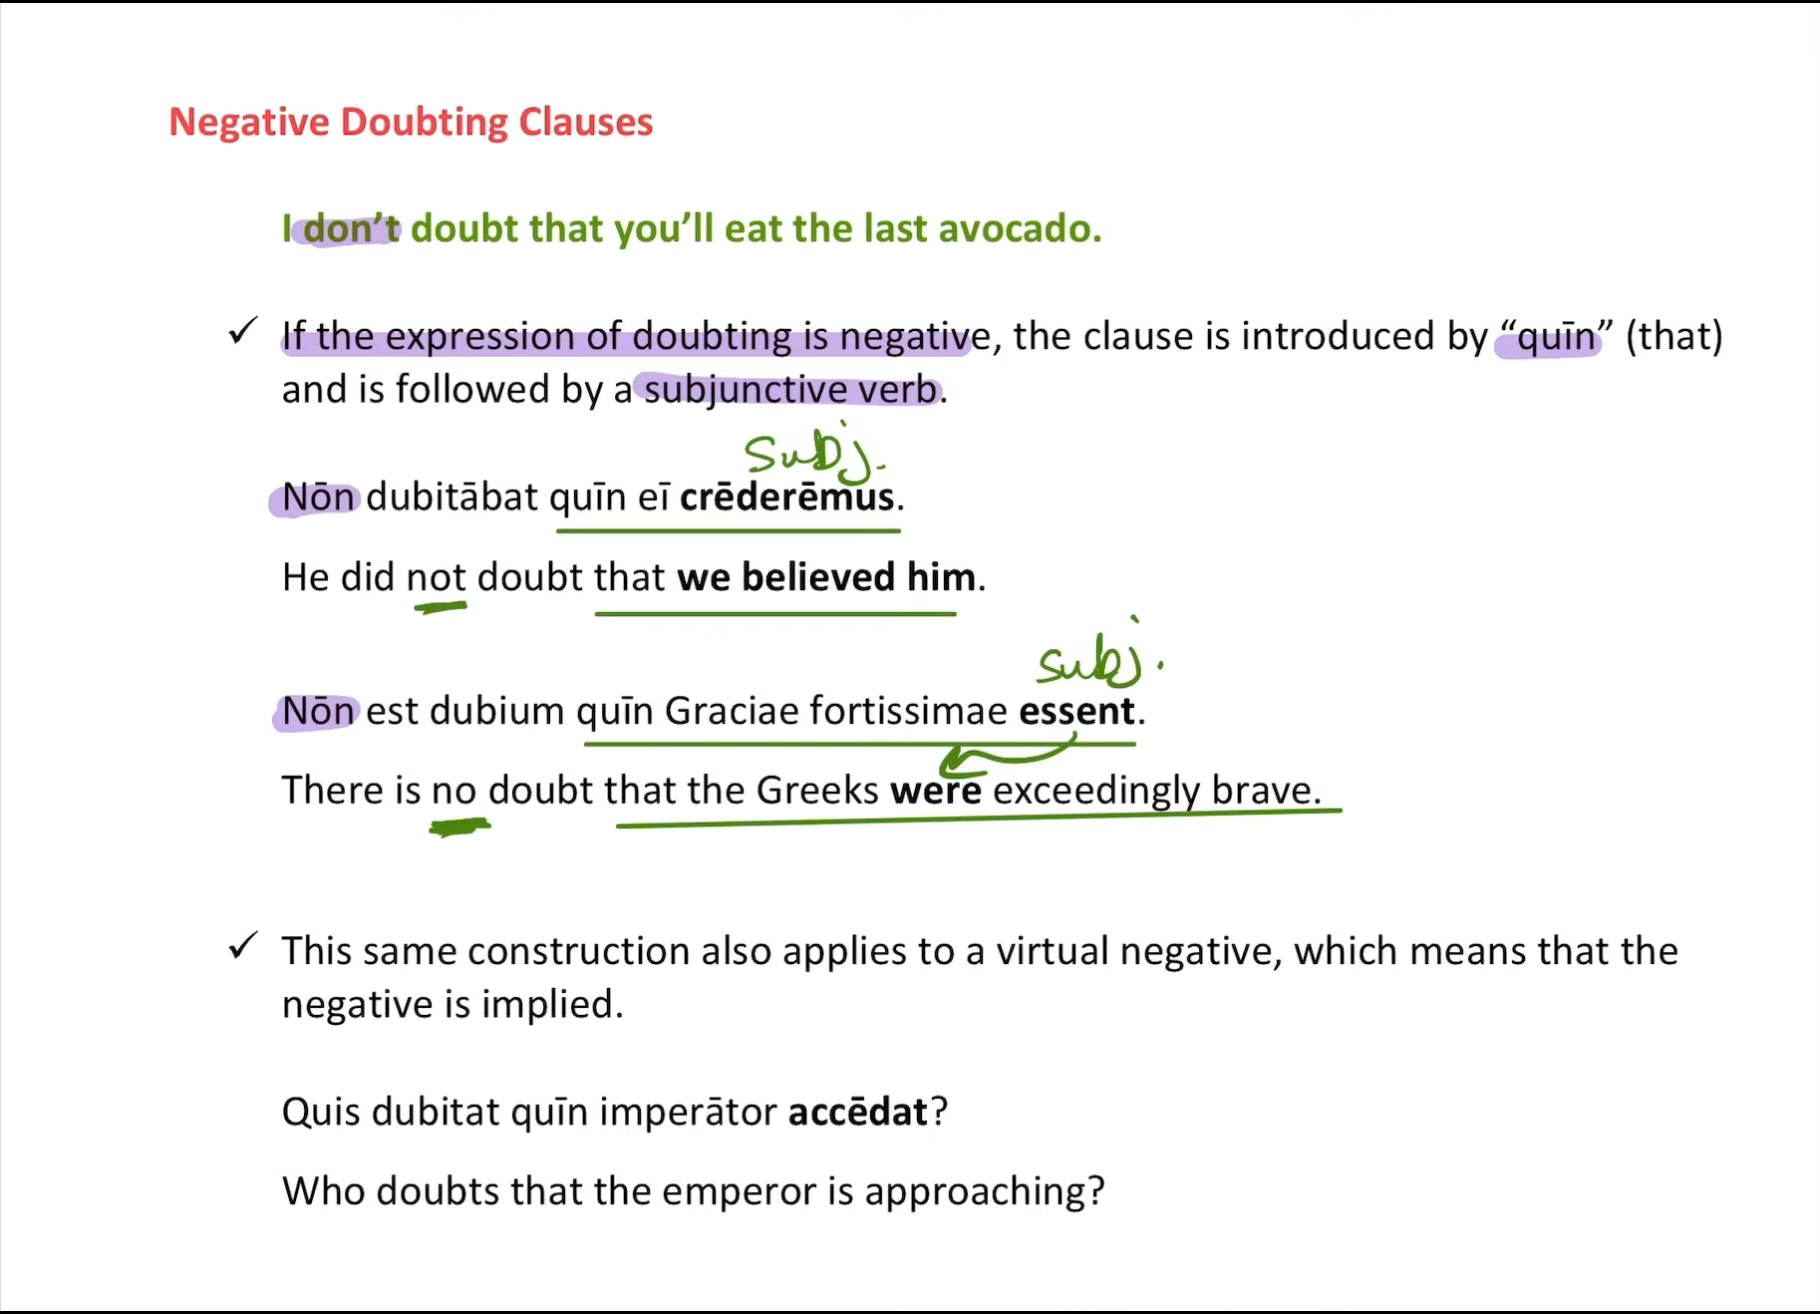 Negative Doubting Clauses
I don’t doubt that you’ll eat the last avocado.
✓ If the expression of doubting is negative, the clause is introduced by “quīn” (that)
and is followed by a subjunctive verb.
subj.
Nōn dubitābat quīn eī crēderēmus.
He did not doubt that we believed him.
subj.
Nōn est dubium quīn Graciae fortissimae essent.
There is no doubt that the Greeks were exceedingly brave.
✓ This same construction also applies to a virtual negative, which means that the
negative is implied.
Quis dubitat quīn imperātor accēdat?
Who doubts that the emperor is approaching?